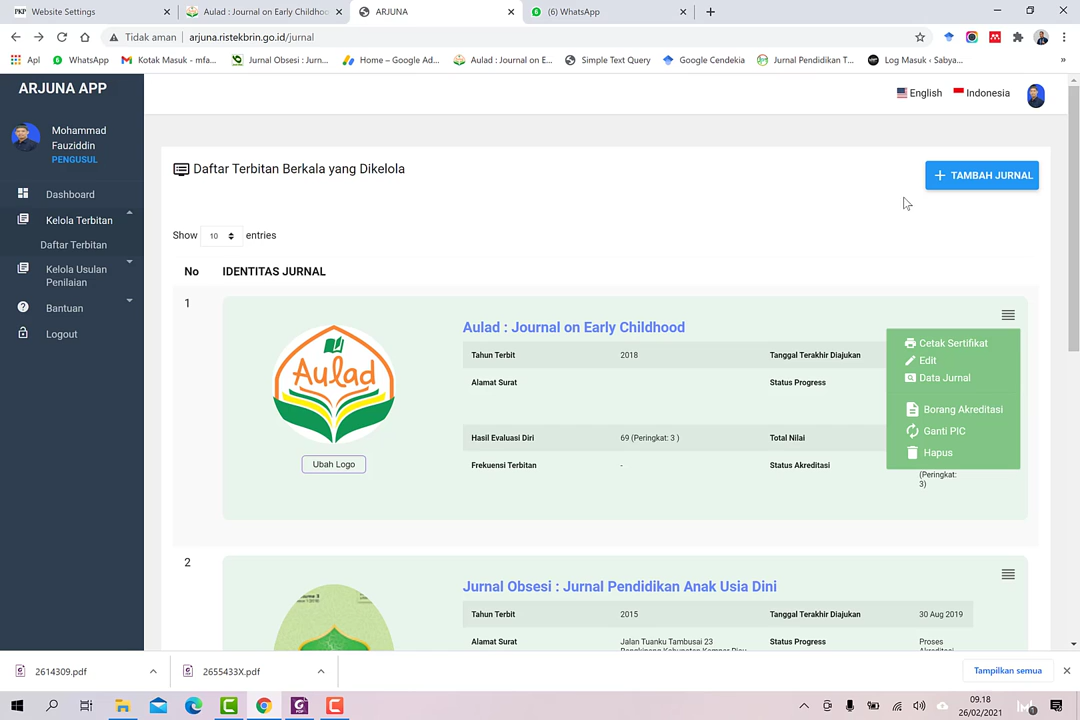 Website Settings
Aulad : Journal on Early Childhoo
ARJUNA
(6) WhatsApp
Tidak aman | arjuna.ristekbrin.go.id/jurnal
Apl
WhatsApp
Kotak Masuk - mfa...
Jurnal Obsesi : Jurn...
Home – Google Ad...
Aulad : Journal on E...
Simple Text Query
Google Cendekia
Jurnal Pendidikan T...
Log Masuk ‹ Sabya...
»
ARJUNA APP
English
Indonesia
Mohammad
Fauziddin
PENGUSUL
Dashboard
Kelola Terbitan
Daftar Terbitan
Kelola Usulan
Penilaian
Bantuan
Logout
Daftar Terbitan Berkala yang Dikelola
+ TAMBAH JURNAL
Show 10 entries
No IDENTITAS JURNAL
1
Aulad
Ubah Logo
Aulad : Journal on Early Childhood
Tahun Terbit 2018 Tanggal Terakhir Diajukan
Alamat Surat Status Progress
Hasil Evaluasi Diri 69 (Peringkat: 3 ) Total Nilai
Frekuensi Terbitan - Status Akreditasi
(Peringkat:
3)
Cetak Sertifikat
Edit
Data Jurnal
Borang Akreditasi
Ganti PIC
Hapus
2
Jurnal Obsesi : Jurnal Pendidikan Anak Usia Dini
Tahun Terbit 2015 Tanggal Terakhir Diajukan 30 Aug 2019
Alamat Surat Jalan Tuanku Tambusai 23 Status Progress Proses
2614309.pdf
2655433X.pdf
Tampilkan semua
09.18
26/02/2021